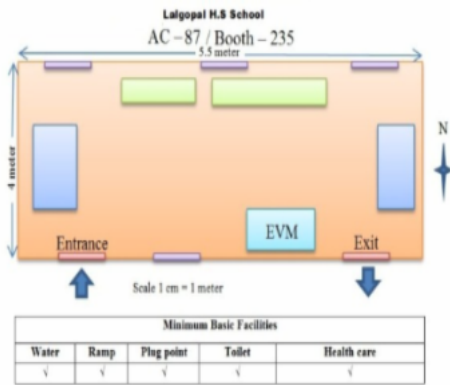 Lalgopal H.S School
AC – 87 / Booth – 235
5.5 meter
4 meter
N
EVM
Entrance
Exit
Scale 1 cm = 1 meter
Minimum Basic Facilities
Water Ramp Plug point Toilet Health care
√ √ √ √ √